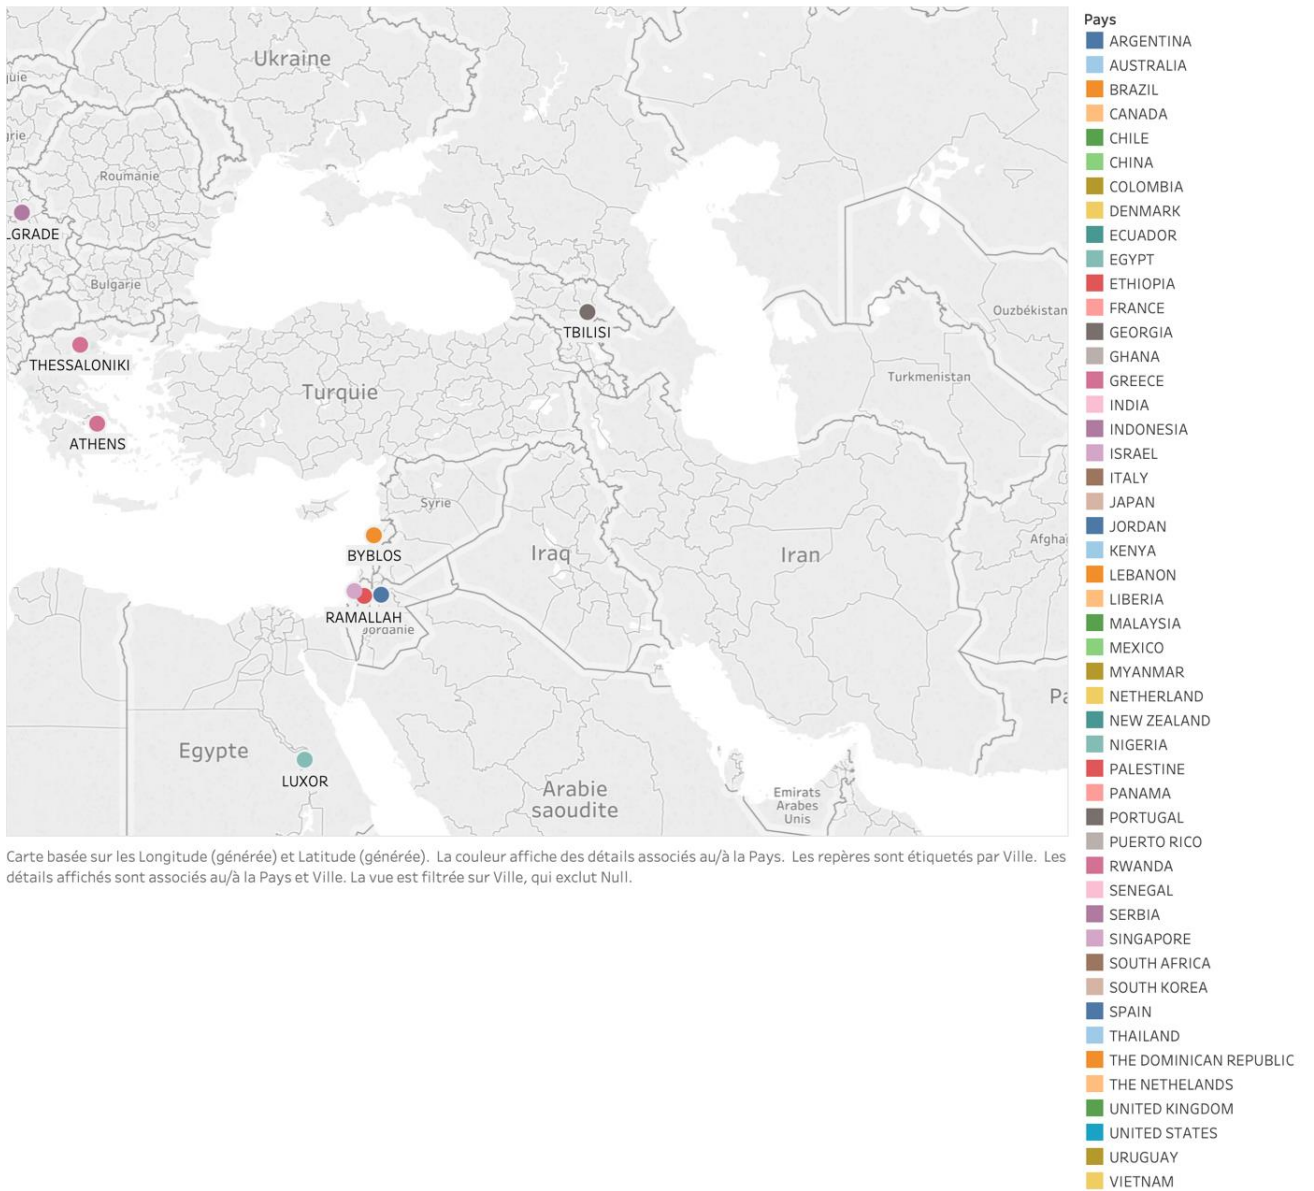 Ukraine
quie
grie
Roumanie
LGRADE
Bulgarie
Ouzbékistan
TBILISI
THESSALONIKI
Turkmenistan
Turquie
ATHENS
Syrie
Afghai
BYBLOS
Iraq
Iran
RAMALLAH
Jordanie
Pa
Egypte
LUXOR
Arabie
saoudite
Emirats
Arabes
Unis
Carte basée sur les Longitude (générée) et Latitude (générée). La couleur affiche des détails associés au/à la Pays. Les repères sont étiquetés par Ville. Les
détails affichés sont associés au/à la Pays et Ville. La vue est filtrée sur Ville, qui exclut Null.
Pays
ARGENTINA
AUSTRALIA
BRAZIL
CANADA
CHILE
CHINA
COLOMBIA
DENMARK
ECUADOR
EGYPT
ETHIOPIA
FRANCE
GEORGIA
GHANA
GREECE
INDIA
INDONESIA
ISRAEL
ITALY
JAPAN
JORDAN
KENYA
LEBANON
LIBERIA
MALAYSIA
MEXICO
MYANMAR
NETHERLAND
NEW ZEALAND
NIGERIA
PALESTINE
PANAMA
PORTUGAL
PUERTO RICO
RWANDA
SENEGAL
SERBIA
SINGAPORE
SOUTH AFRICA
SOUTH KOREA
SPAIN
THAILAND
THE DOMINICAN REPUBLIC
THE NETHELANDS
UNITED KINGDOM
UNITED STATES
URUGUAY
VIETNAM